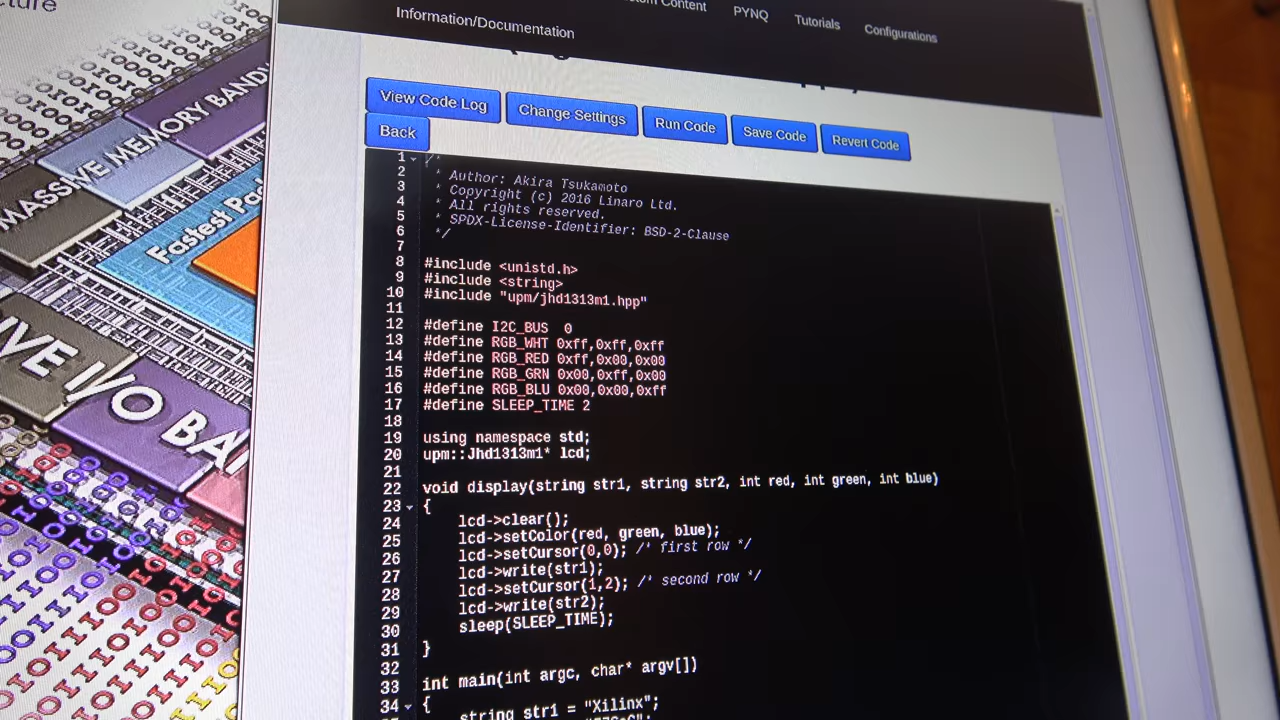 Content
PYNQ
Tutorials
Configurations
Information/Documentation
View Code Log
Change Settings
Run Code
Save Code
Revert Code
Back
1 /*
2 * Author: Akira Tsukamoto
3 * Copyright (c) 2016 Linaro Ltd.
4 * All rights reserved.
5 * SPDX-License-Identifier: BSD-2-Clause
6 */
7
8 #include <unistd.h>
9 #include <string>
10 #include "upm/jhd1313m1.hpp"
11
12 #define I2C_BUS 0
13 #define RGB_WHT 0xff,0xff,0xff
14 #define RGB_RED 0xff,0x00,0x00
15 #define RGB_GRN 0x00,0xff,0x00
16 #define RGB_BLU 0x00,0x00,0xff
17 #define SLEEP_TIME 2
18
19 using namespace std;
20 upm::Jhd1313m1* lcd;
21
22 void display(string str1, string str2, int red, int green, int blue)
23 {
24 lcd->clear();
25 lcd->setColor(red, green, blue);
26 lcd->setCursor(0,0); /* first row */
27 lcd->write(str1);
28 lcd->setCursor(1,2); /* second row */
29 lcd->write(str2);
30 sleep(SLEEP_TIME);
31 }
32
33 int main(int argc, char* argv[])
34 {
string str1 = "Xilinx";
MASSIVE MEMORY
Fastest
I/O